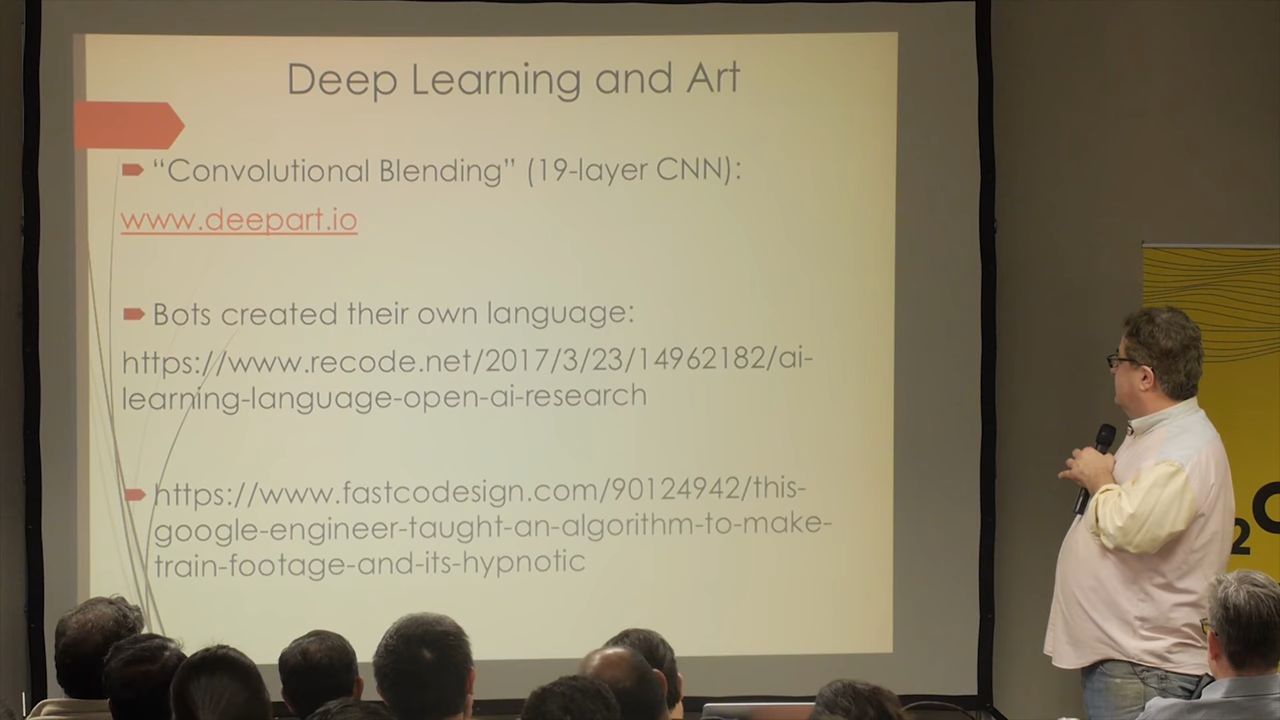 Deep Learning and Art
“Convolutional Blending” (19-layer CNN):
www.deepart.io
Bots created their own language:
https://www.recode.net/2017/3/23/14962182/ai-
learning-language-open-ai-research
https://www.fastcodesign.com/90124942/this-
google-engineer-taught-an-algorithm-to-make-
train-footage-and-its-hypnotic